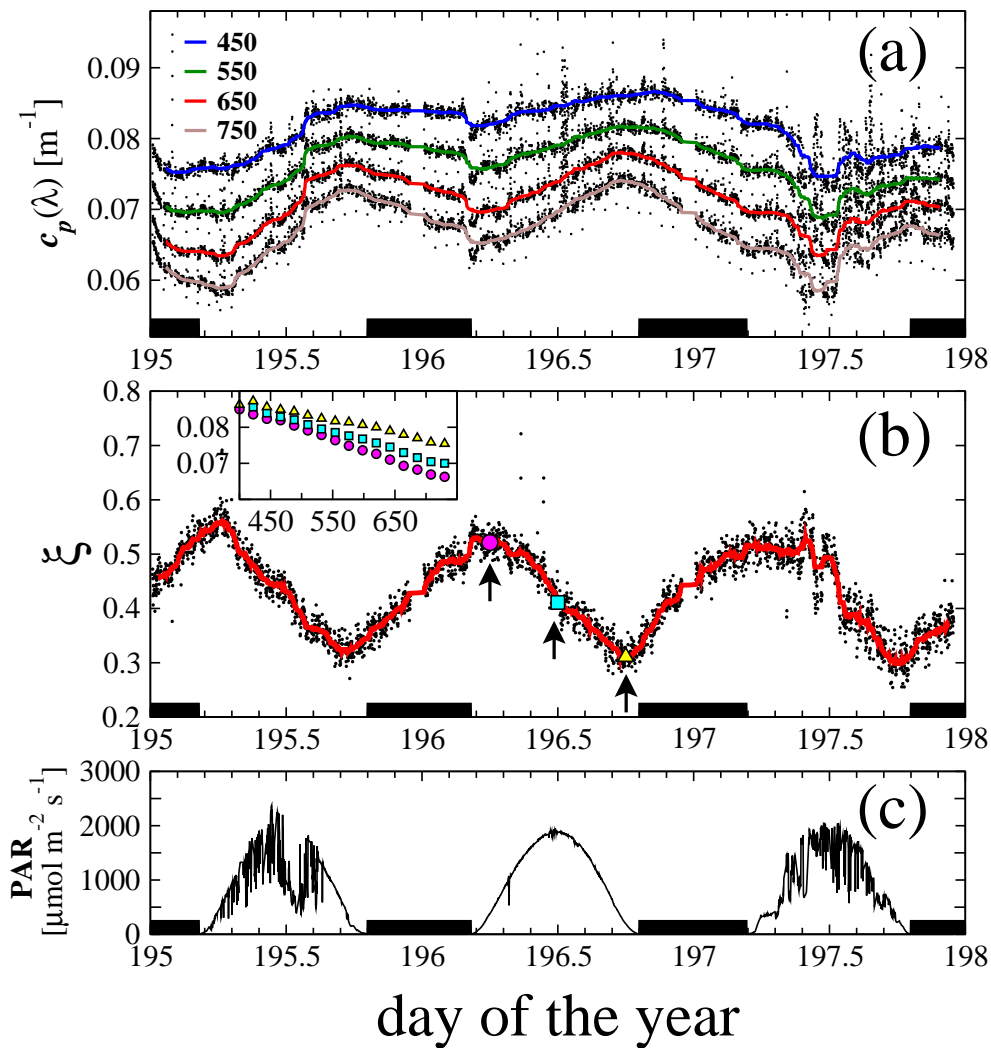 (a)
450
550
650
750
0.09
0.08
0.07
0.06
c_p(λ) [m⁻¹]
195 195.5 196 196.5 197 197.5 198
(b)
0.8
0.7
0.6
0.5
0.4
0.3
0.2
ξ
0.08
0.07
450 550 650
195 195.5 196 196.5 197 197.5 198
(c)
3000
2000
1000
0
PAR
[µmol m⁻² s⁻¹]
195 195.5 196 196.5 197 197.5 198
day of the year